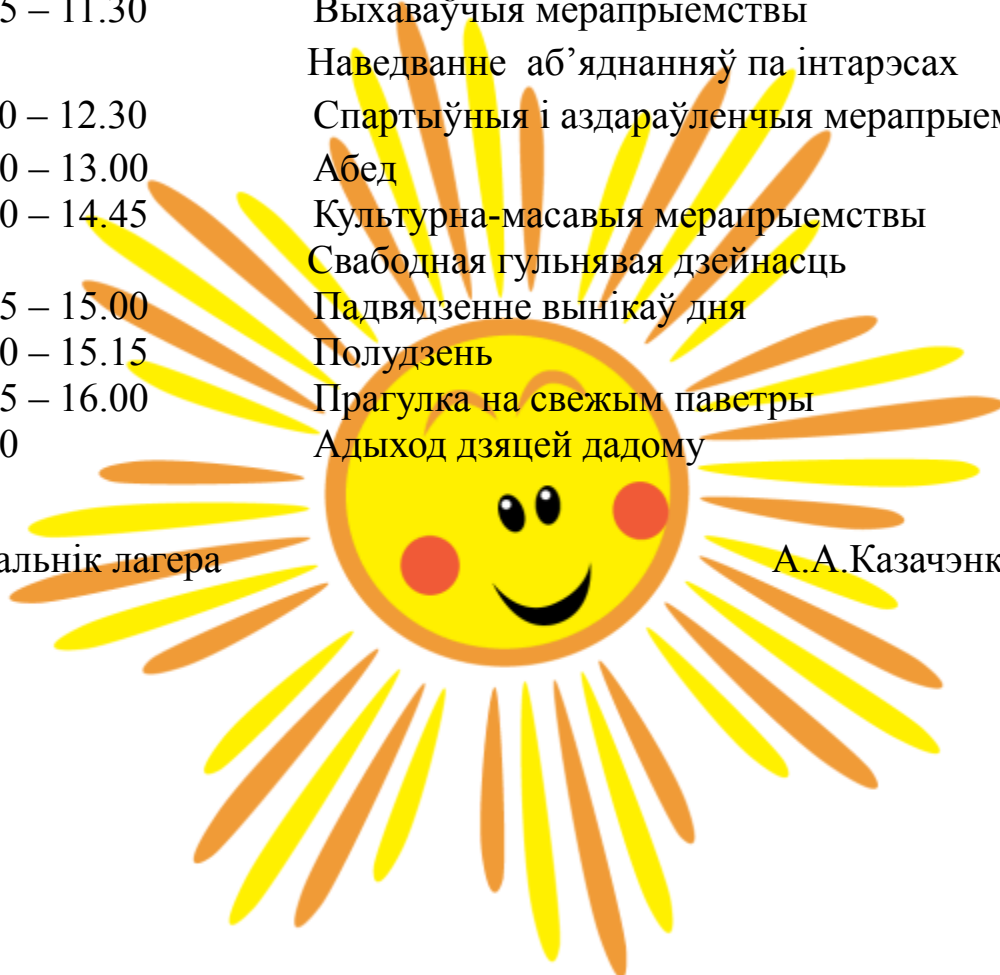 5 – 11.30 Выхаваўчыя мерапрыемствы
Наведванне аб’яднанняў па інтарэсах
0 – 12.30 Спартыўныя і аздараўленчыя мерапрыем
0 – 13.00 Абед
0 – 14.45 Культурна-масавыя мерапрыемствы
Свабодная гульнявая дзейнасць
5 – 15.00 Падвядзенне вынікаў дня
0 – 15.15 Полудзень
5 – 16.00 Прагулка на свежым паветры
0 Адыход дзяцей дадому
альнік лагера А.А.Казачэнк